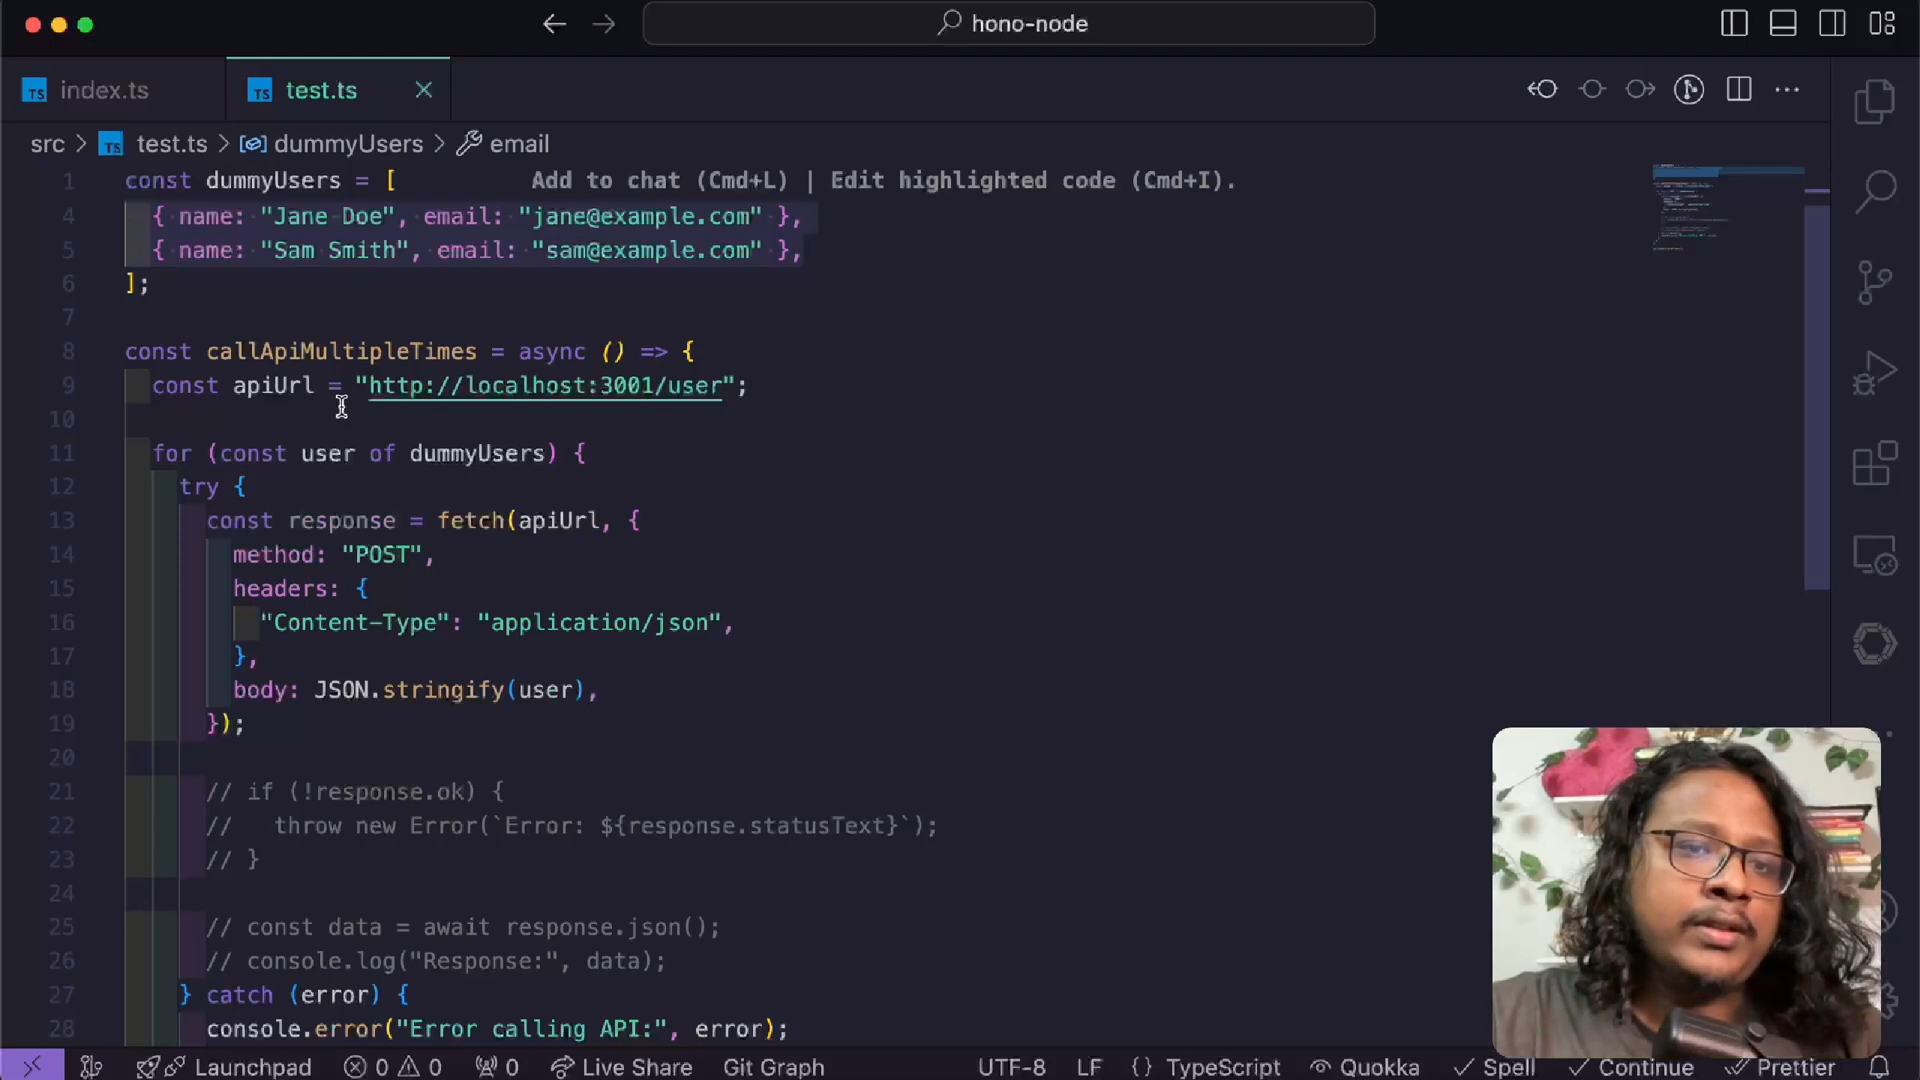 hono-node
index.ts
test.ts
src > test.ts > dummyUsers > email
1 const dummyUsers = [ Add to chat (Cmd+L) | Edit highlighted code (Cmd+I).
4 { name: "Jane Doe", email: "jane@example.com" },
5 { name: "Sam Smith", email: "sam@example.com" },
6 ];
7
8 const callApiMultipleTimes = async () => {
9 const apiUrl = "http://localhost:3001/user";
10
11 for (const user of dummyUsers) {
12 try {
13 const response = fetch(apiUrl, {
14 method: "POST",
15 headers: {
16 "Content-Type": "application/json",
17 },
18 body: JSON.stringify(user),
19 });
20
21 // if (!response.ok) {
22 // throw new Error(`Error: ${response.statusText}`);
23 // }
24
25 // const data = await response.json();
26 // console.log("Response:", data);
27 } catch (error) {
28 console.error("Error calling API:", error);
Launchpad 0 0 0 Live Share Git Graph UTF-8 LF {} TypeScript Quokka Spell Continue Prettier